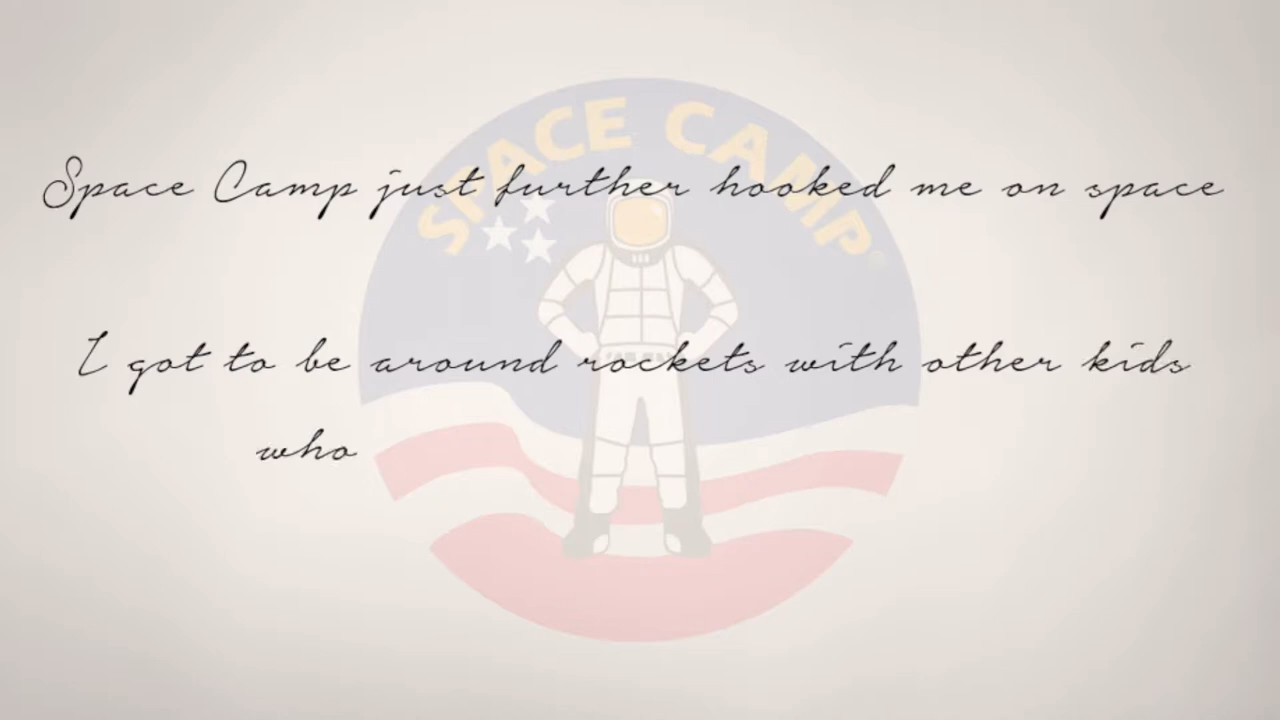 SPACE CAMP®
Space Camp just further hooked me on space
I got to be around rockets with other kids
who